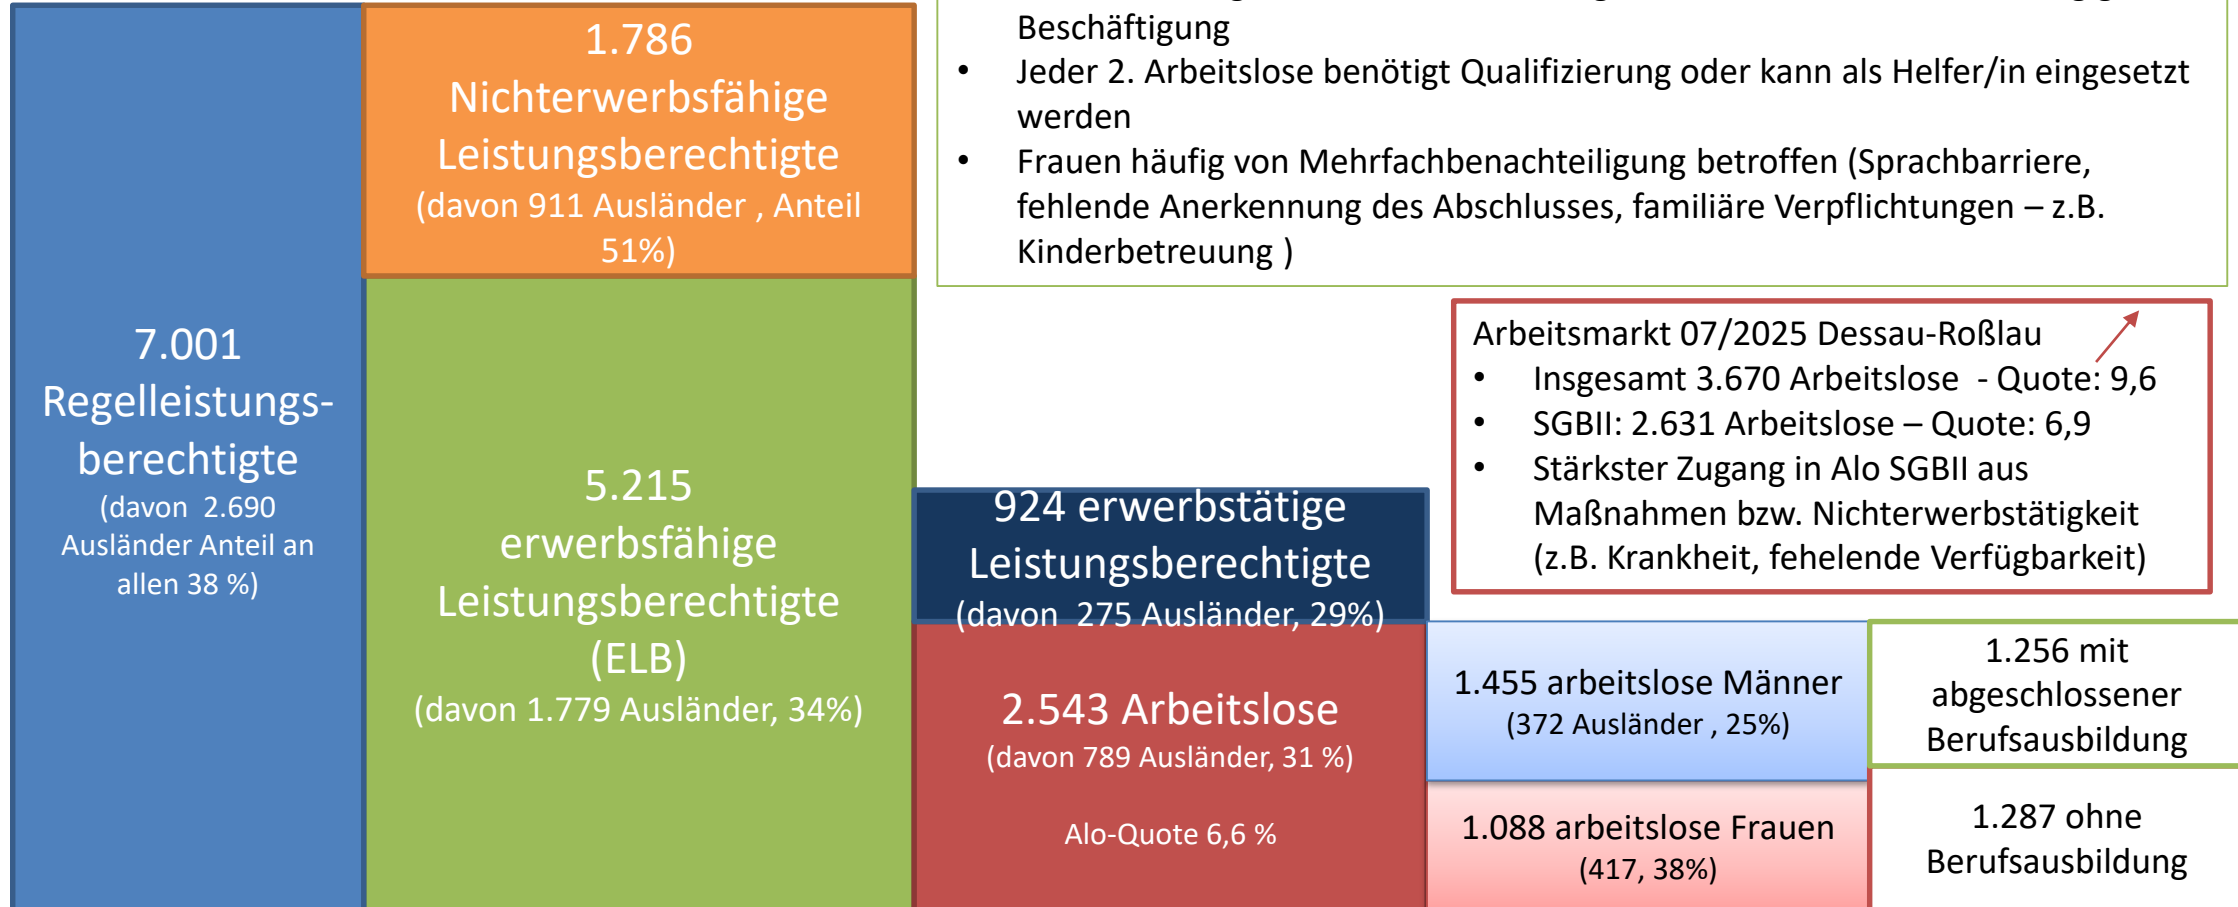 7.001
Regelleistungs-
berechtigte
(davon 2.690
Ausländer Anteil an
allen 38 %)
1.786
Nichterwerbsfähige
Leistungsberechtigte
(davon 911 Ausländer , Anteil
51%)
5.215
erwerbsfähige
Leistungsberechtigte
(ELB)
(davon 1.779 Ausländer, 34%)
Beschäftigung
• Jeder 2. Arbeitslose benötigt Qualifizierung oder kann als Helfer/in eingesetzt
werden
• Frauen häufig von Mehrfachbenachteiligung betroffen (Sprachbarriere,
fehlende Anerkennung des Abschlusses, familiäre Verpflichtungen – z.B.
Kinderbetreuung )
Arbeitsmarkt 07/2025 Dessau-Roßlau
• Insgesamt 3.670 Arbeitslose - Quote: 9,6
• SGBII: 2.631 Arbeitslose – Quote: 6,9
• Stärkster Zugang in Alo SGBII aus
Maßnahmen bzw. Nichterwerbstätigkeit
(z.B. Krankheit, fehelende Verfügbarkeit)
924 erwerbstätige
Leistungsberechtigte
(davon 275 Ausländer, 29%)
2.543 Arbeitslose
(davon 789 Ausländer, 31 %)
Alo-Quote 6,6 %
1.455 arbeitslose Männer
(372 Ausländer , 25%)
1.088 arbeitslose Frauen
(417, 38%)
1.256 mit
abgeschlossener
Berufsausbildung
1.287 ohne
Berufsausbildung